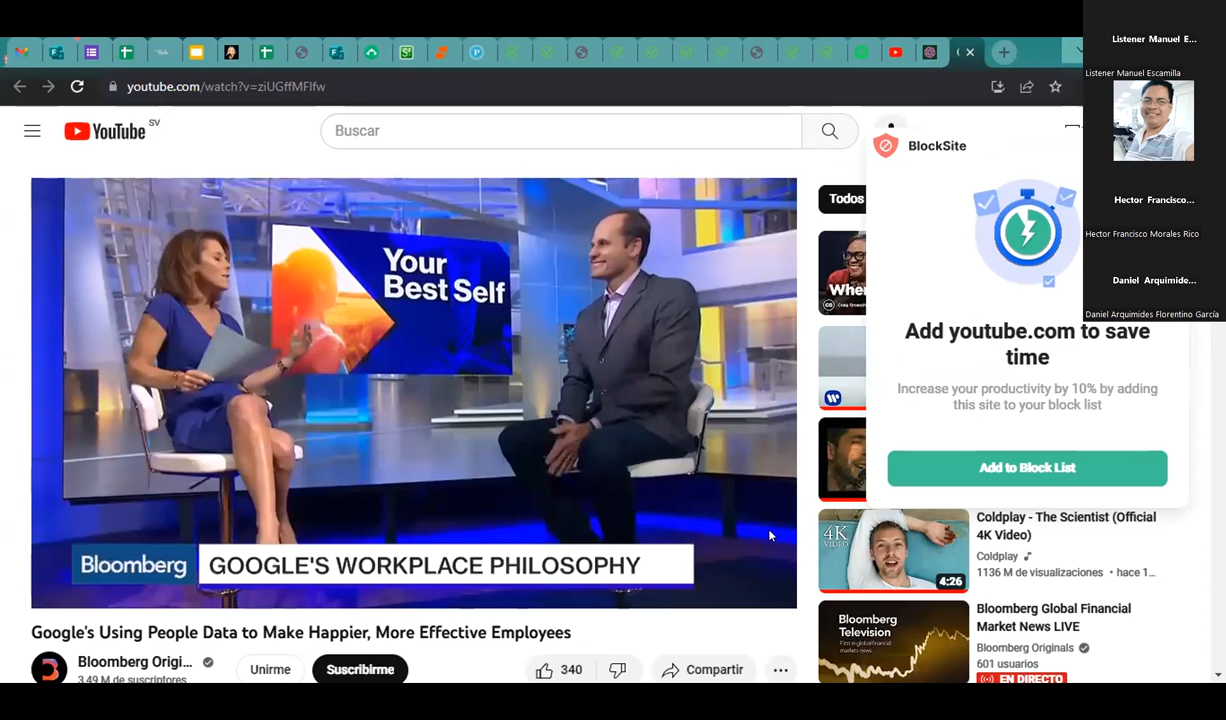 youtube.com/watch?v=ziUGffMFIfw
YouTube SV
Buscar
Your
Best Self
Bloomberg
GOOGLE'S WORKPLACE PHILOSOPHY
Google's Using People Data to Make Happier, More Effective Employees
Bloomberg Origi...
3.49 M de suscriptores
Unirme
Suscribirme
340
Compartir
Todos
When
BlockSite
Add youtube.com to save
time
Increase your productivity by 10% by adding
this site to your block list
Add to Block List
4K
VIDEO
4:26
Coldplay - The Scientist (Official
4K Video)
Coldplay
1136 M de visualizaciones • hace 1...
Bloomberg
Television
Bloomberg Global Financial
Market News LIVE
Bloomberg Originals
601 usuarios
EN DIRECTO
Listener Manuel E...
Listener Manuel Escamilla
Hector Francisco...
Hector Francisco Morales Rico
Daniel Arquimide...
Daniel Arquimides Florentino García